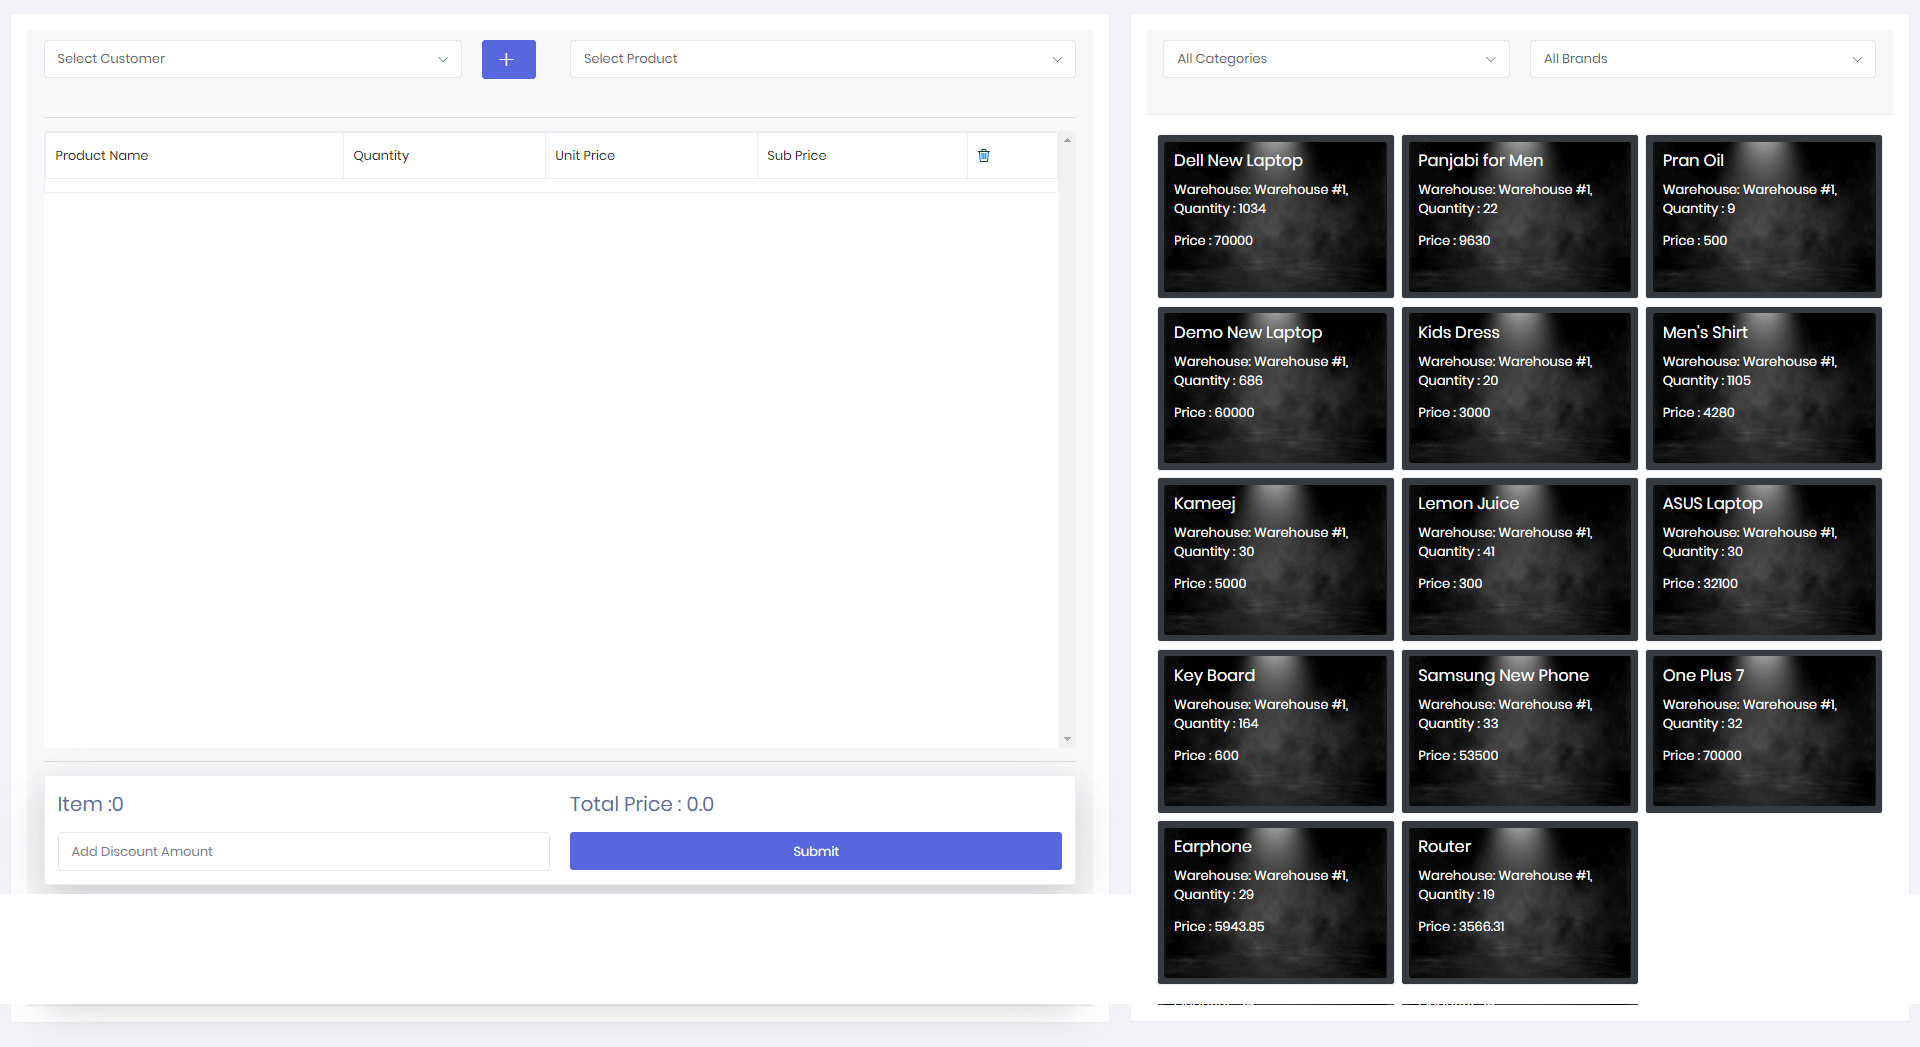 Select Customer
Select Product
Product Name
Quantity
Unit Price
Sub Price
Item :0
Total Price : 0.0
Add Discount Amount
Submit
All Categories
All Brands
Dell New Laptop
Warehouse: Warehouse #1,
Quantity : 1034
Price : 70000
Panjabi for Men
Warehouse: Warehouse #1,
Quantity : 22
Price : 9630
Pran Oil
Warehouse: Warehouse #1,
Quantity : 9
Price : 500
Demo New Laptop
Warehouse: Warehouse #1,
Quantity : 686
Price : 60000
Kids Dress
Warehouse: Warehouse #1,
Quantity : 20
Price : 3000
Men's Shirt
Warehouse: Warehouse #1,
Quantity : 1105
Price : 4280
Kameej
Warehouse: Warehouse #1,
Quantity : 30
Price : 5000
Lemon Juice
Warehouse: Warehouse #1,
Quantity : 41
Price : 300
ASUS Laptop
Warehouse: Warehouse #1,
Quantity : 30
Price : 32100
Key Board
Warehouse: Warehouse #1,
Quantity : 164
Price : 600
Samsung New Phone
Warehouse: Warehouse #1,
Quantity : 33
Price : 53500
One Plus 7
Warehouse: Warehouse #1,
Quantity : 32
Price : 70000
Earphone
Warehouse: Warehouse #1,
Quantity : 29
Price : 5943.85
Router
Warehouse: Warehouse #1,
Quantity : 19
Price : 3566.31